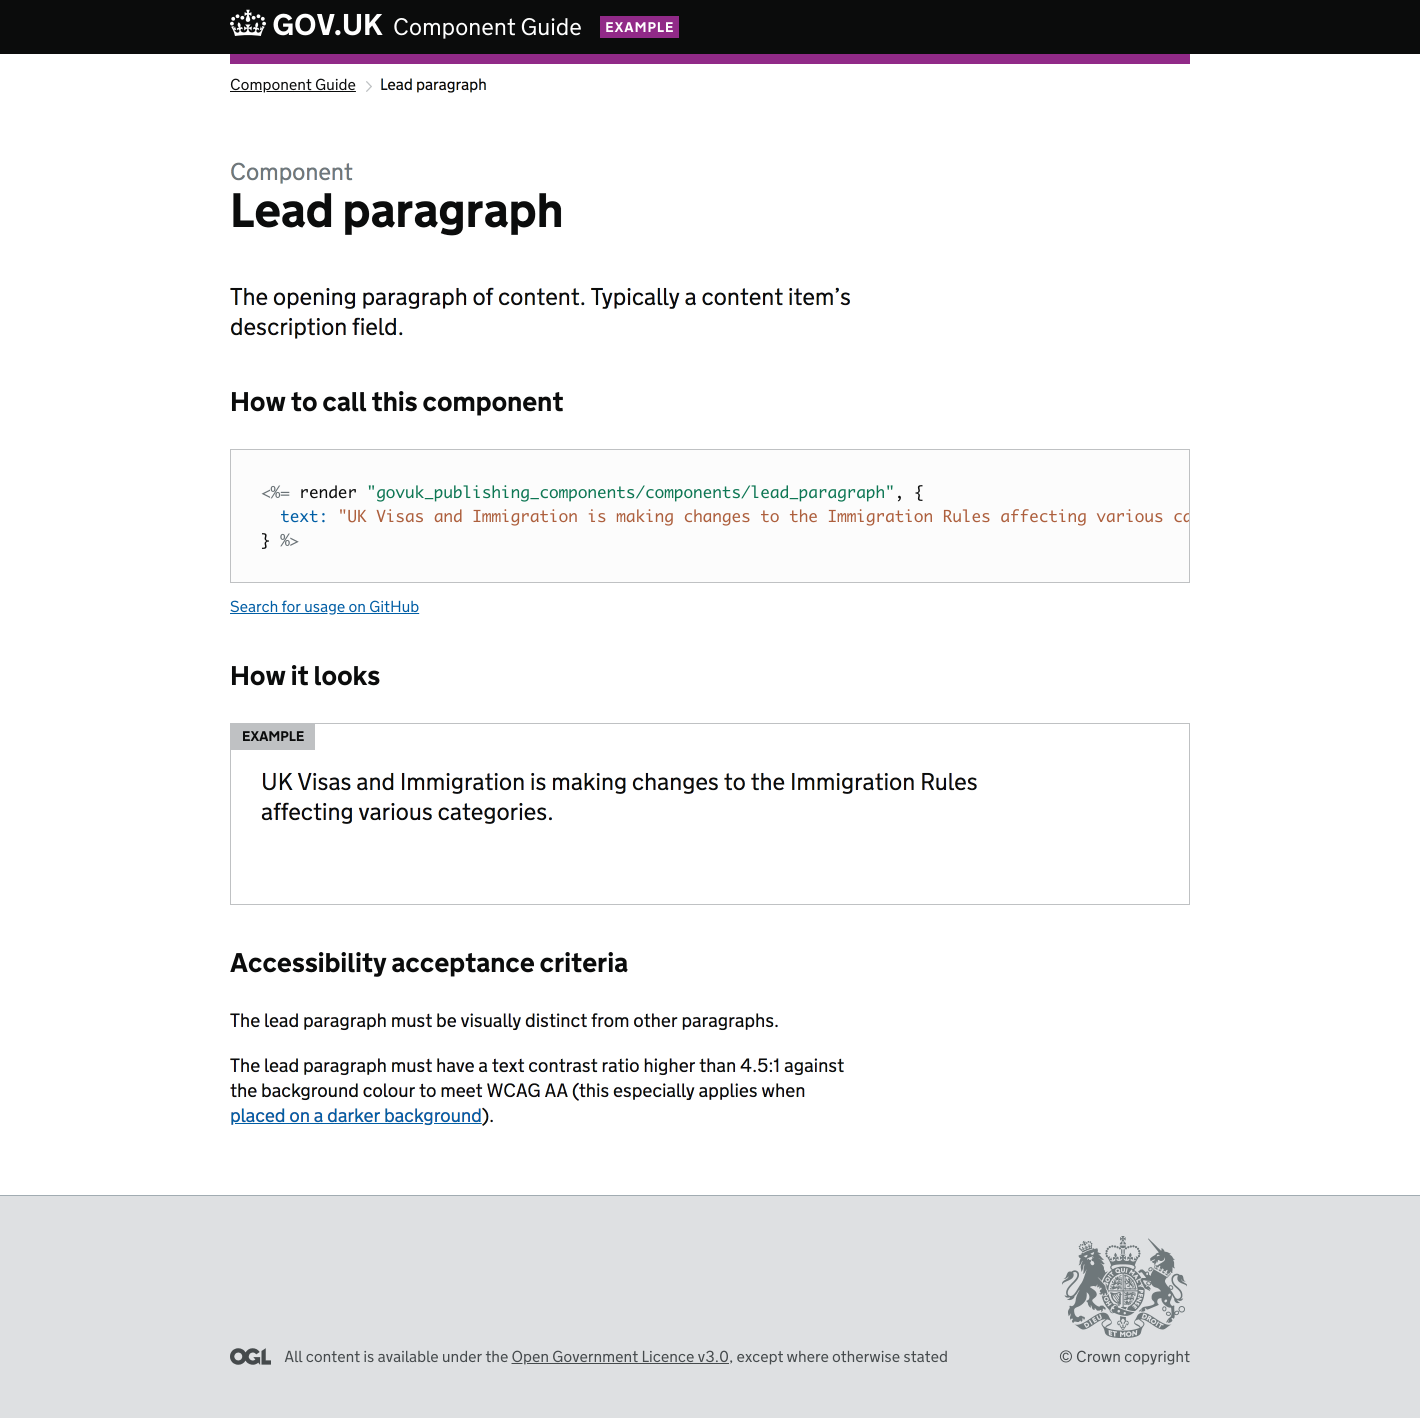 GOV.UK Component Guide EXAMPLE
Component Guide Lead paragraph
Component
Lead paragraph
The opening paragraph of content. Typically a content item’s
description field.
How to call this component
<%= render "govuk_publishing_components/components/lead_paragraph", {
  text: "UK Visas and Immigration is making changes to the Immigration Rules affecting various ca
} %>
Search for usage on GitHub
How it looks
EXAMPLE
UK Visas and Immigration is making changes to the Immigration Rules
affecting various categories.
Accessibility acceptance criteria
The lead paragraph must be visually distinct from other paragraphs.
The lead paragraph must have a text contrast ratio higher than 4.5:1 against
the background colour to meet WCAG AA (this especially applies when
placed on a darker background).
DIEU ET MON DROIT
OGL All content is available under the Open Government Licence v3.0, except where otherwise stated
© Crown copyright